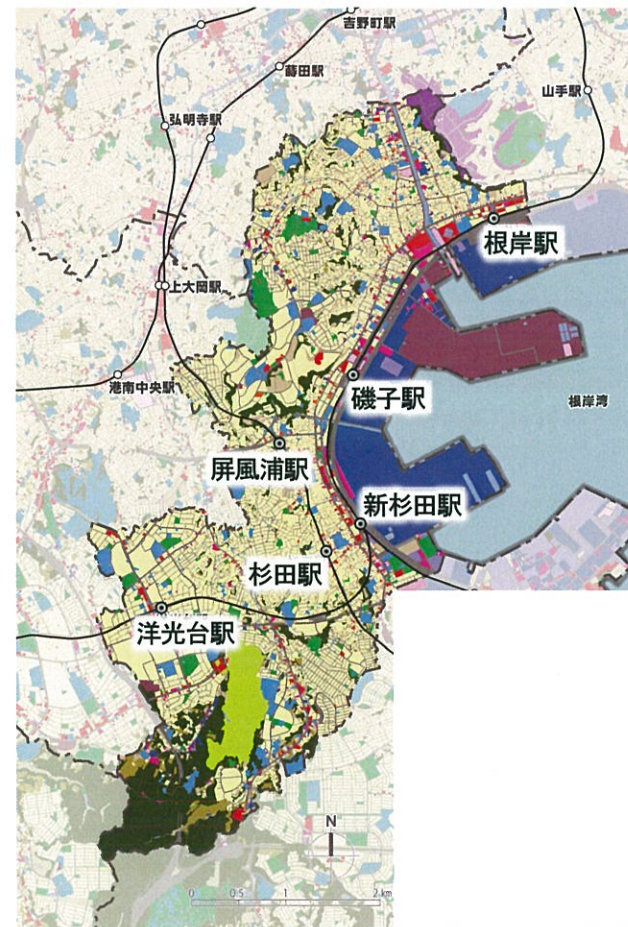 吉野町駅
蒔田駅
弘明寺駅
山手駅
根岸駅
上大岡駅
港南中央駅
磯子駅
根岸湾
屏風浦駅
新杉田駅
杉田駅
洋光台駅
N
0 0.5 1 2 km